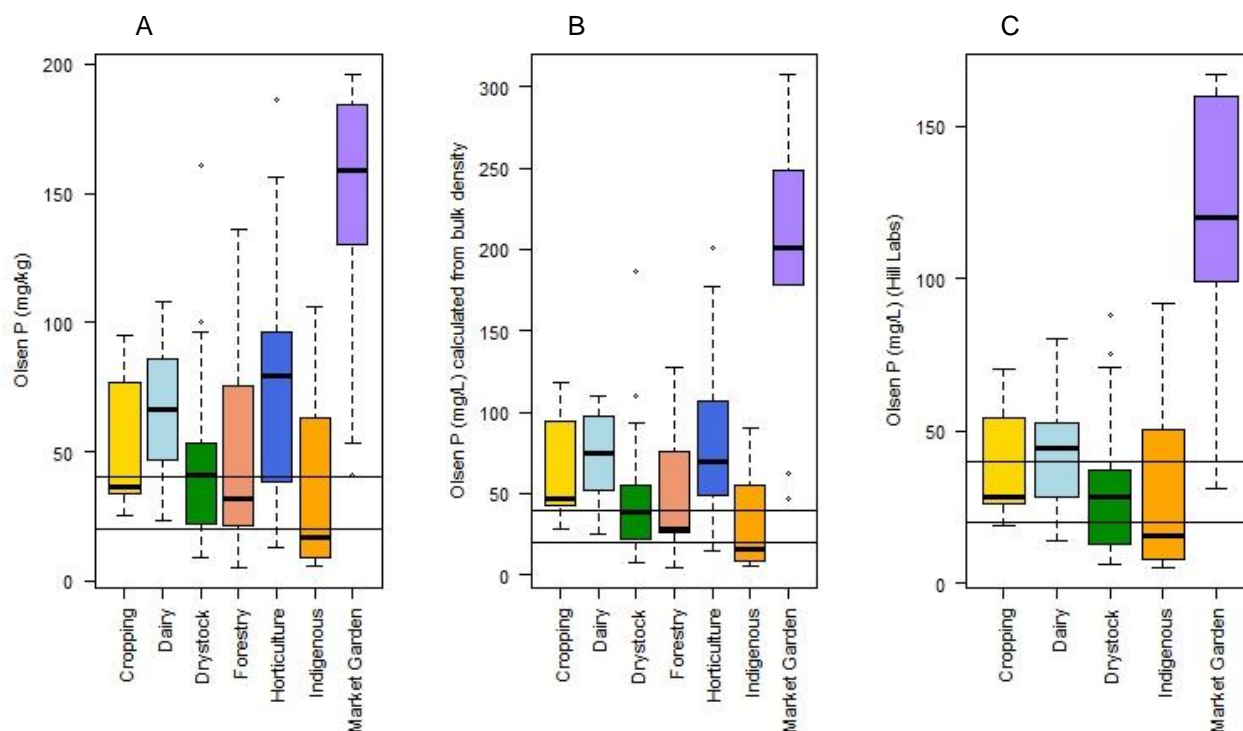 A
B
C
Olsen P (mg/kg)
200
150
100
50
0
Cropping
Dairy
Drystock
Forestry
Horticulture
Indigenous
Market Garden
Olsen P (mg/L) calculated from bulk density
300
250
200
150
100
50
0
Cropping
Dairy
Drystock
Forestry
Horticulture
Indigenous
Market Garden
Olsen P (mg/L) (Hill Labs)
150
100
50
0
Cropping
Dairy
Drystock
Indigenous
Market Garden